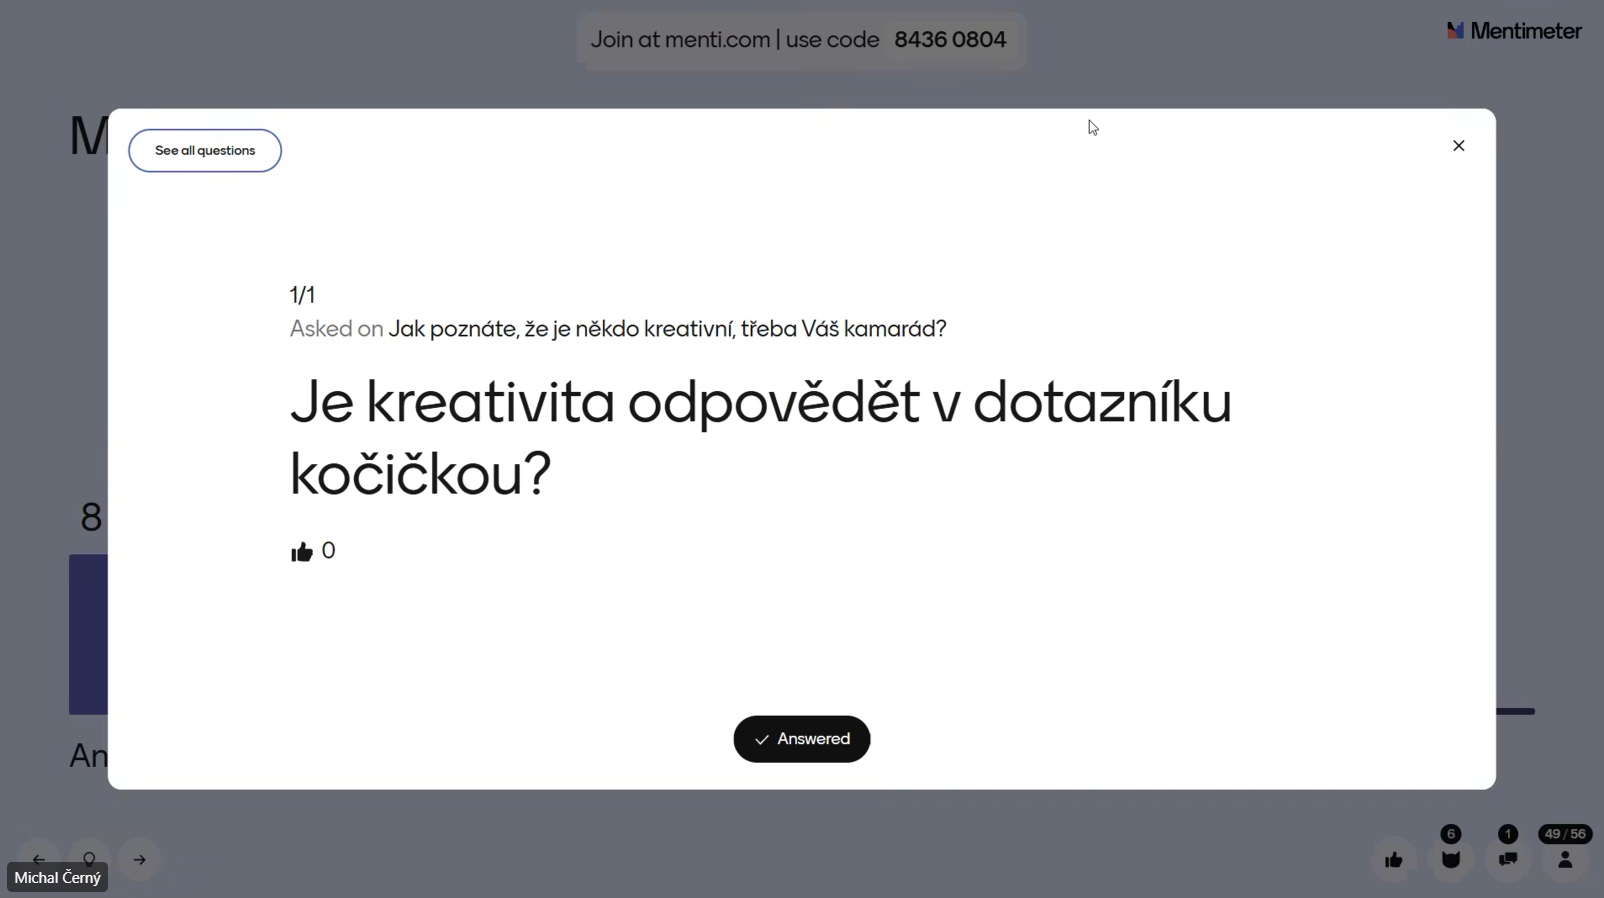 Join at menti.com | use code 8436 0804
Mentimeter
M
See all questions
1/1
Asked on Jak poznáte, že je někdo kreativní, třeba Váš kamarád?
Je kreativita odpovědět v dotazníku
kočičkou?
0
8
An
Answered
6
1
49 / 56
Michal Černý